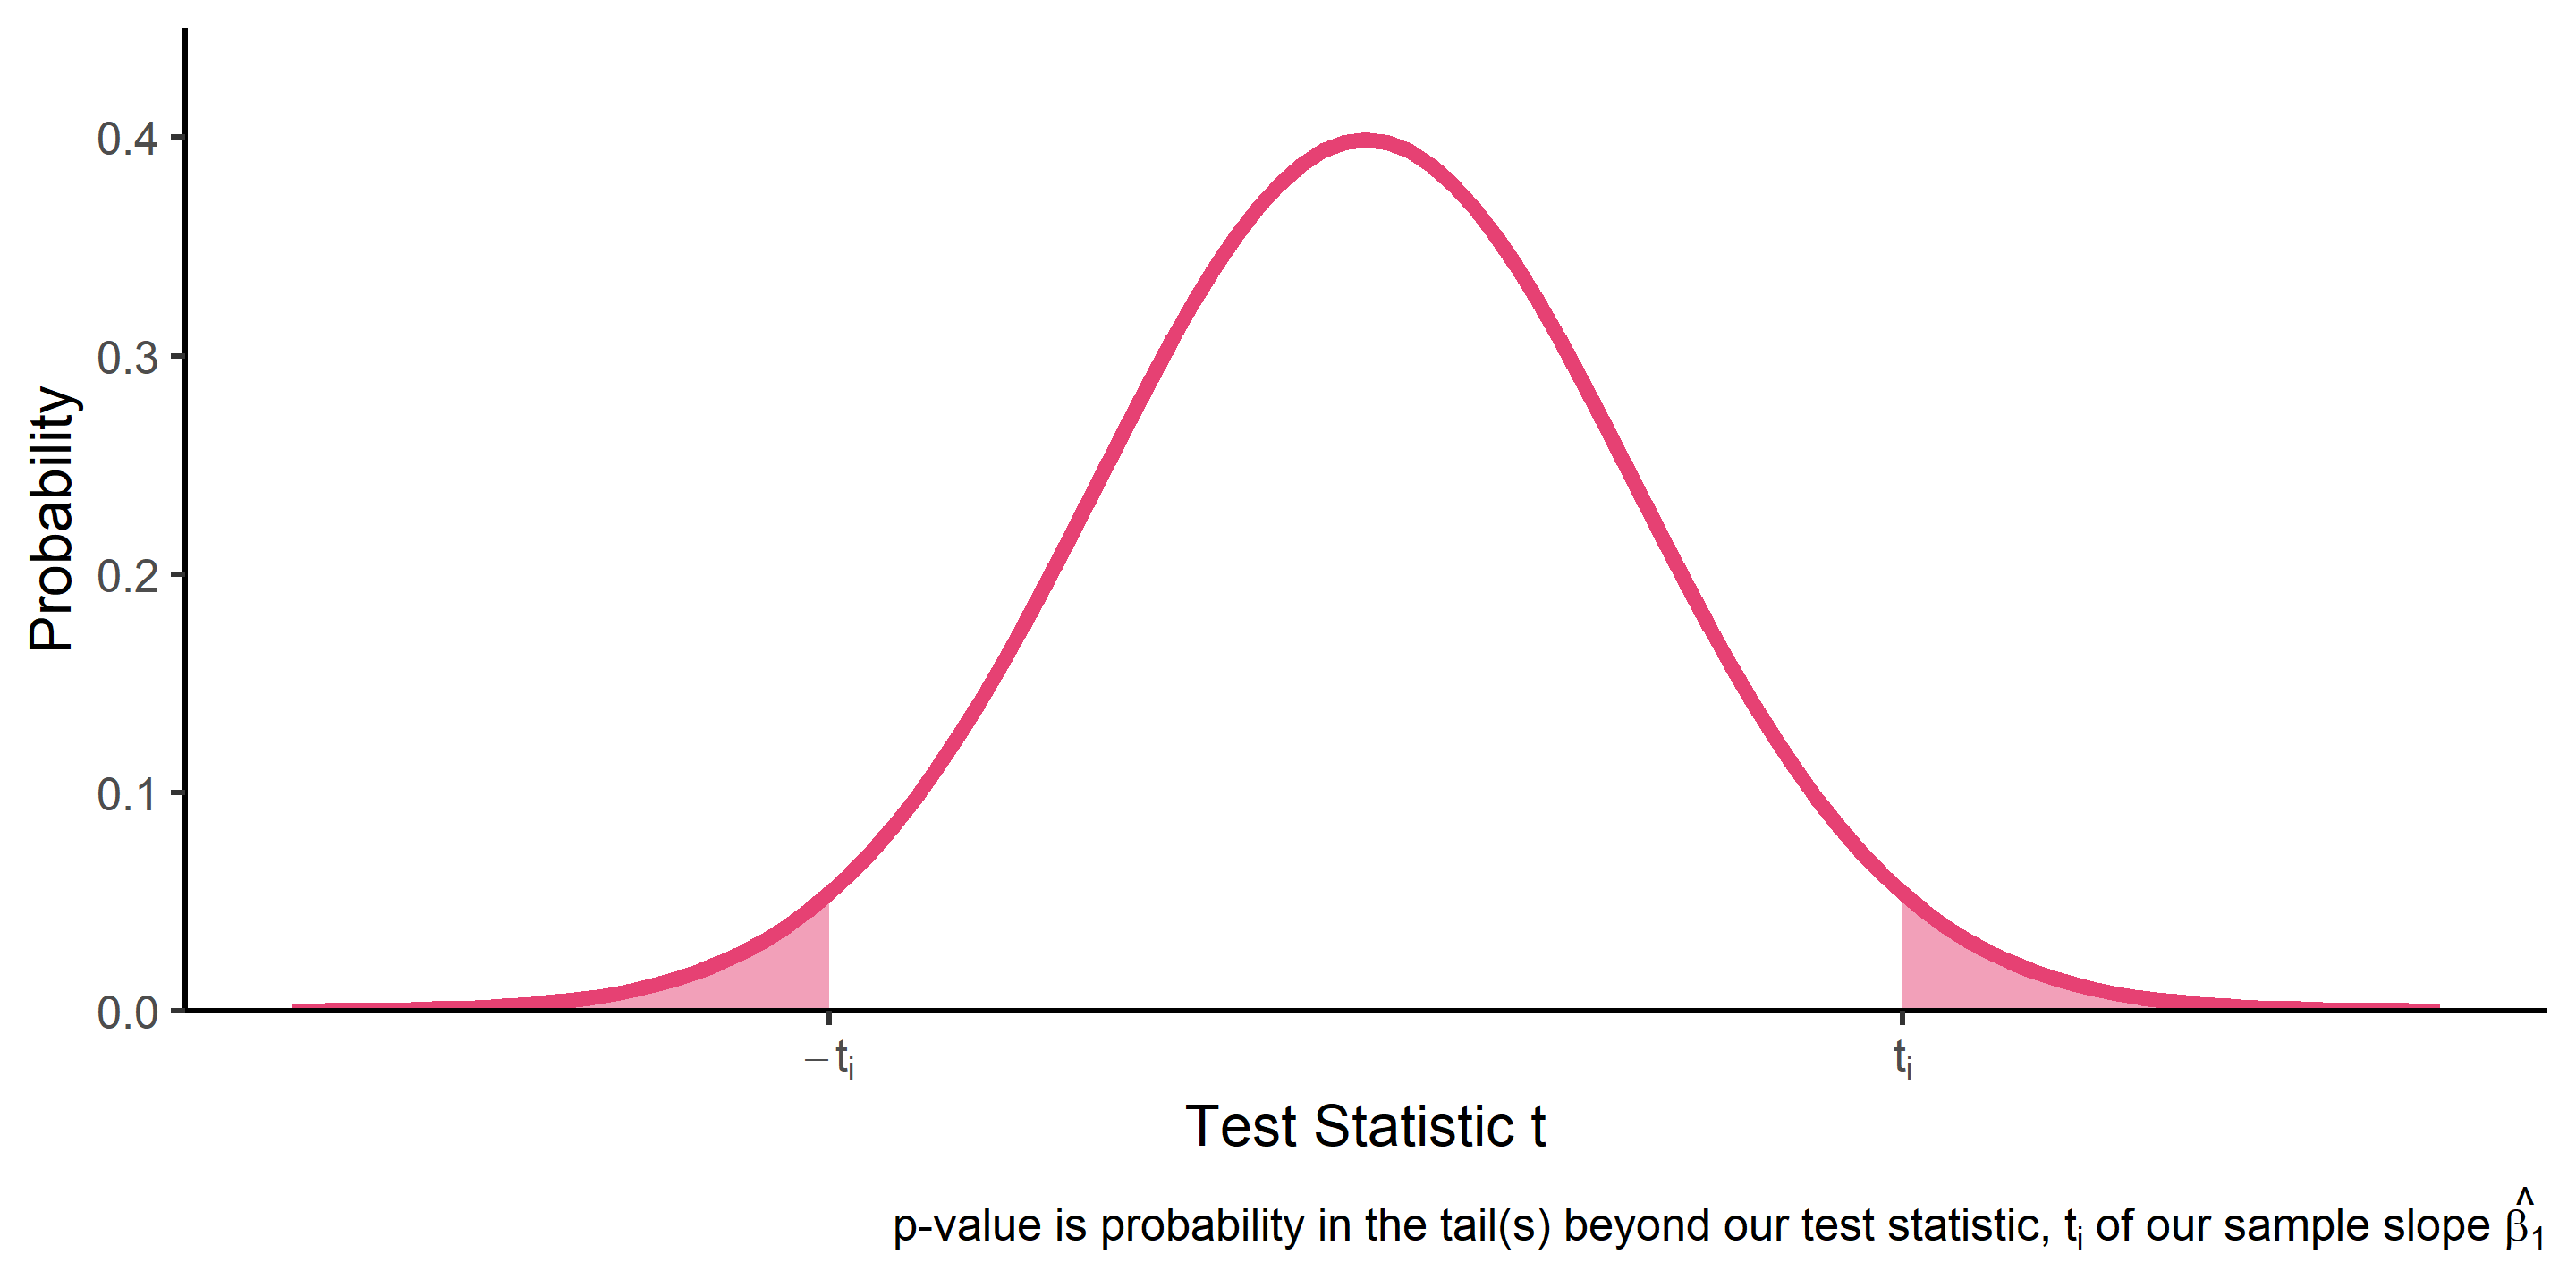 Probability
0.4
0.3
0.2
0.1
0.0
−tᵢ
tᵢ
Test Statistic t
p-value is probability in the tail(s) beyond our test statistic, tᵢ of our sample slope β̂₁